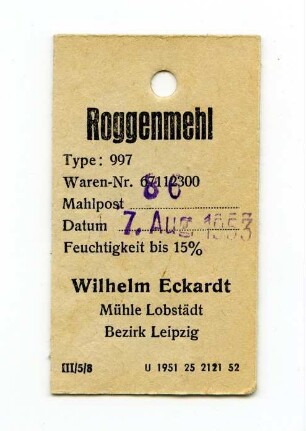 Roggenmehl
Type: 997
Waren-Nr. 67112300
Mahlpost 8 C
Datum 7. Aug. 1953
Feuchtigkeit bis 15%
Wilhelm Eckardt
Mühle Lobstädt
Bezirk Leipzig
III/5/8 U 1951 25 2121 52